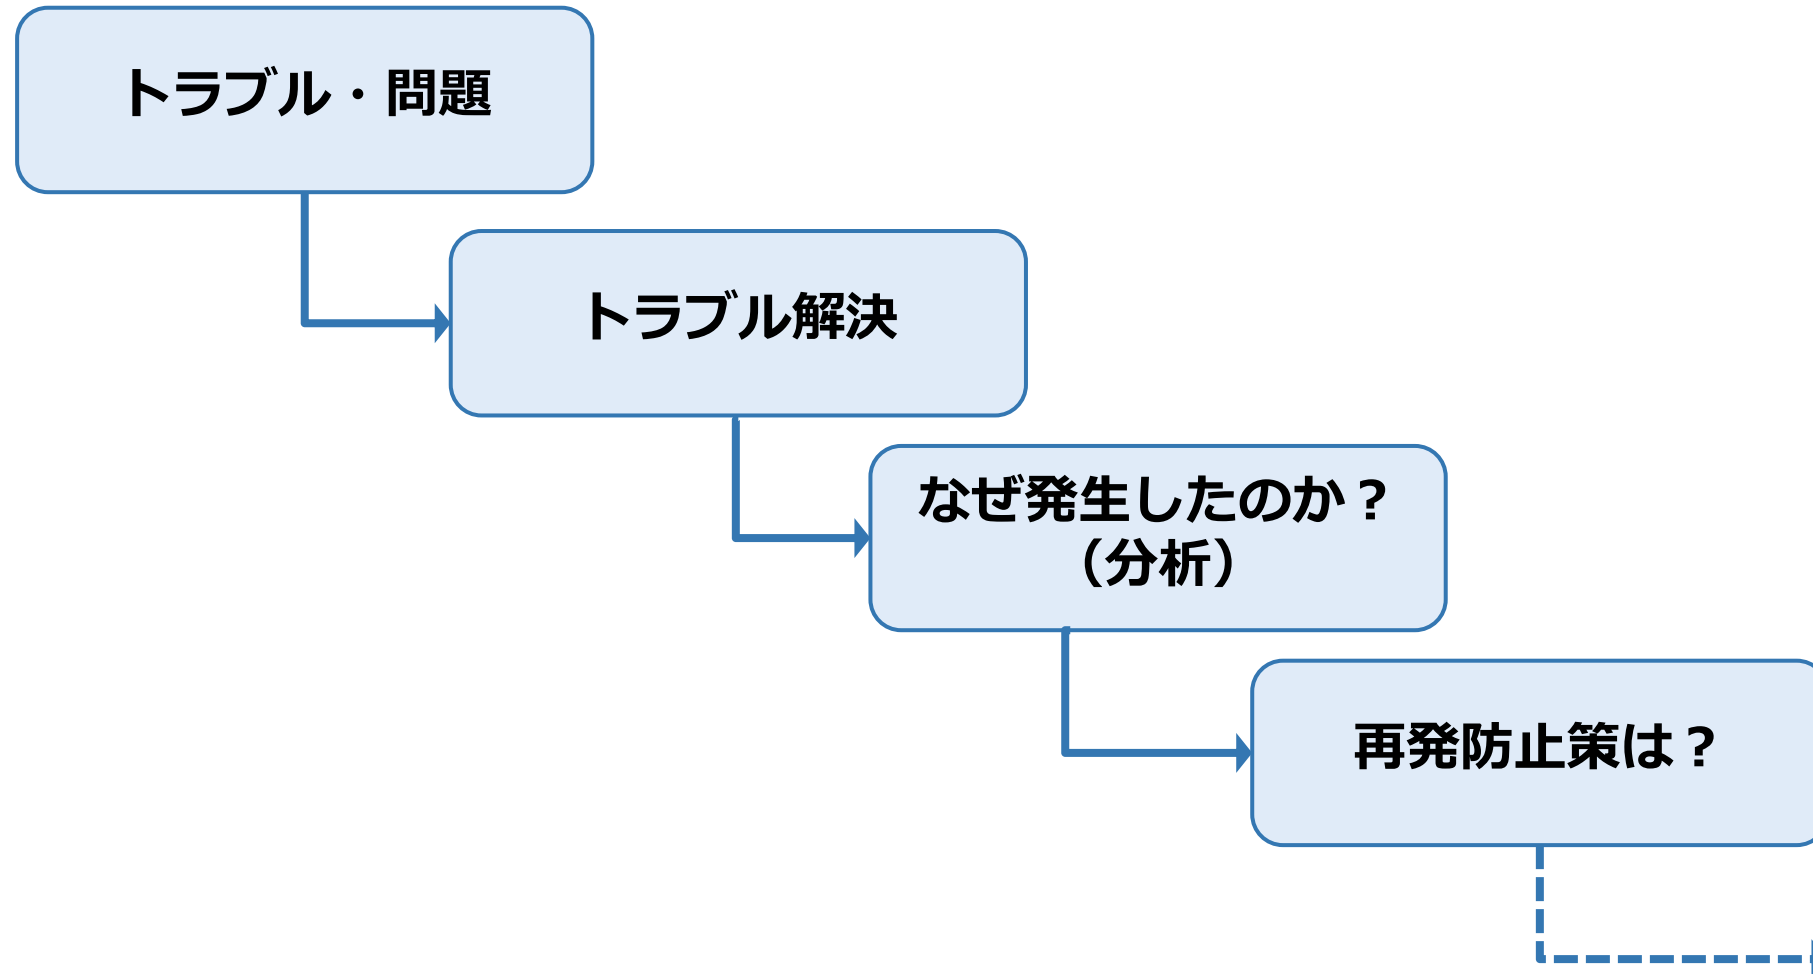 トラブル・問題
トラブル解決
なぜ発生したのか？
（分析）
再発防止策は？